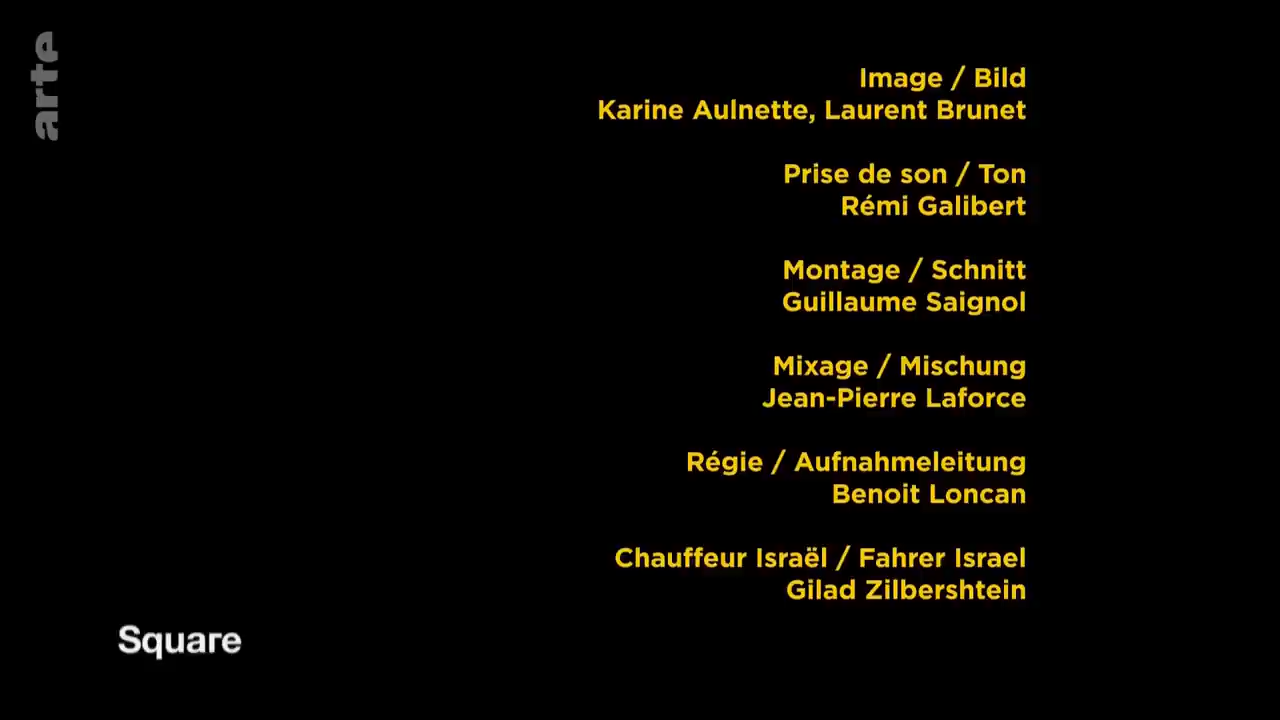 arte
Image / Bild
Karine Aulnette, Laurent Brunet
Prise de son / Ton
Rémi Galibert
Montage / Schnitt
Guillaume Saignol
Mixage / Mischung
Jean-Pierre Laforce
Régie / Aufnahmeleitung
Benoit Loncan
Chauffeur Israël / Fahrer Israel
Gilad Zilbershtein
Square